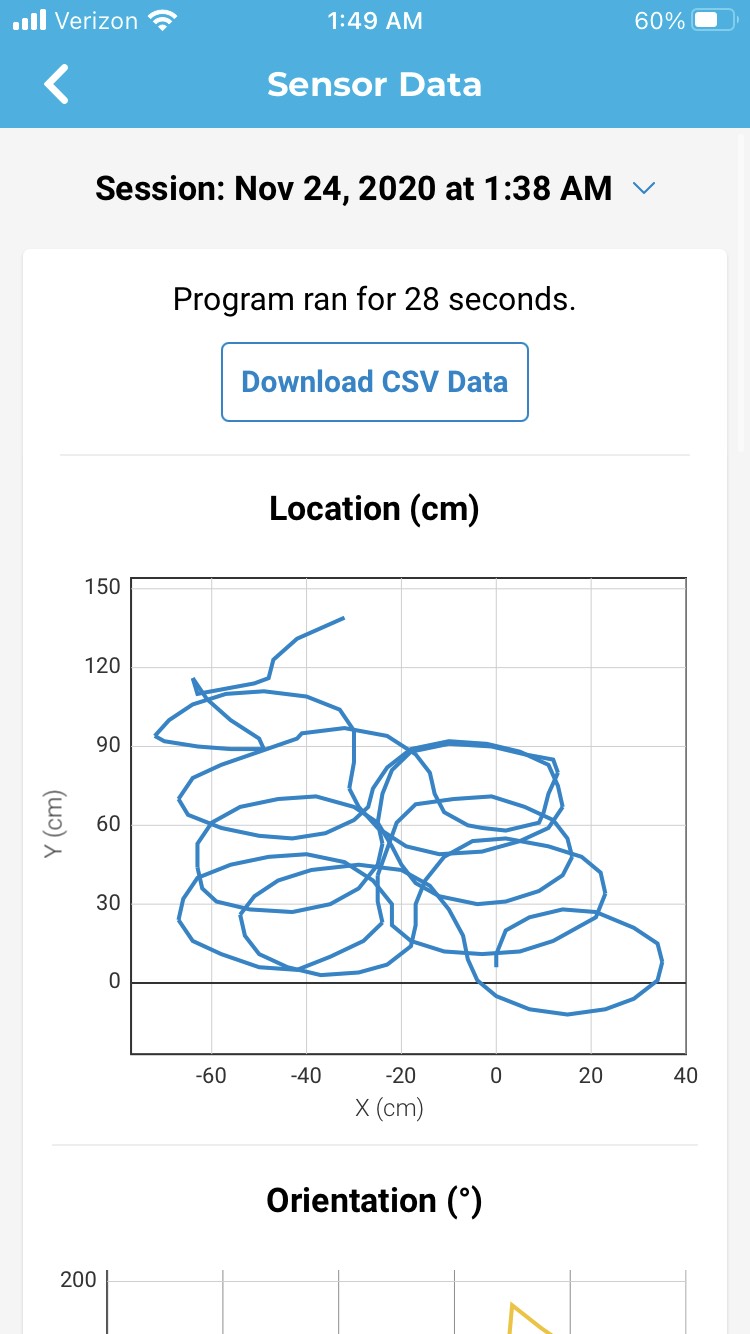 Verizon 1:49 AM 60%
Sensor Data
Session: Nov 24, 2020 at 1:38 AM
Program ran for 28 seconds.
Download CSV Data
Location (cm)
150
120
90
60
30
0
Y (cm)
-60 -40 -20 0 20 40
X (cm)
Orientation (°)
200